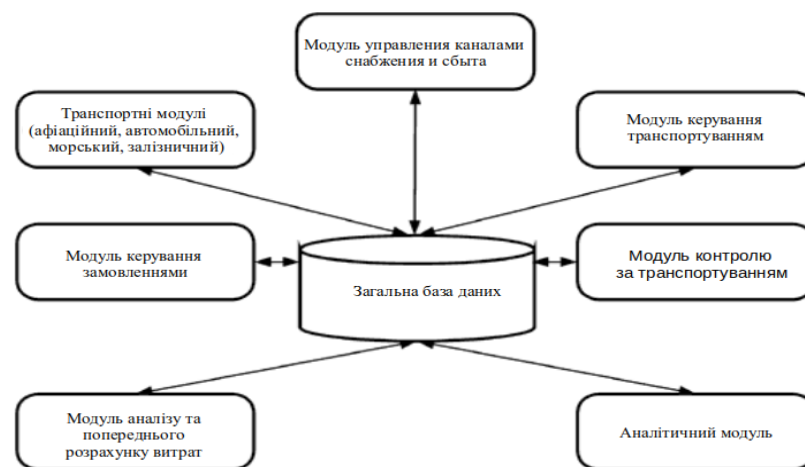 Модуль управления каналами
снабжения и сбыта
Транспортні модулі
(афіаційний, автомобільний,
морський, залізничний)
Модуль керування
транспортуванням
Модуль керування
замовленнями
Загальна база даних
Модуль контролю
за транспортуванням
Модуль аналізу та
попереднього
розрахунку витрат
Аналітичний модуль